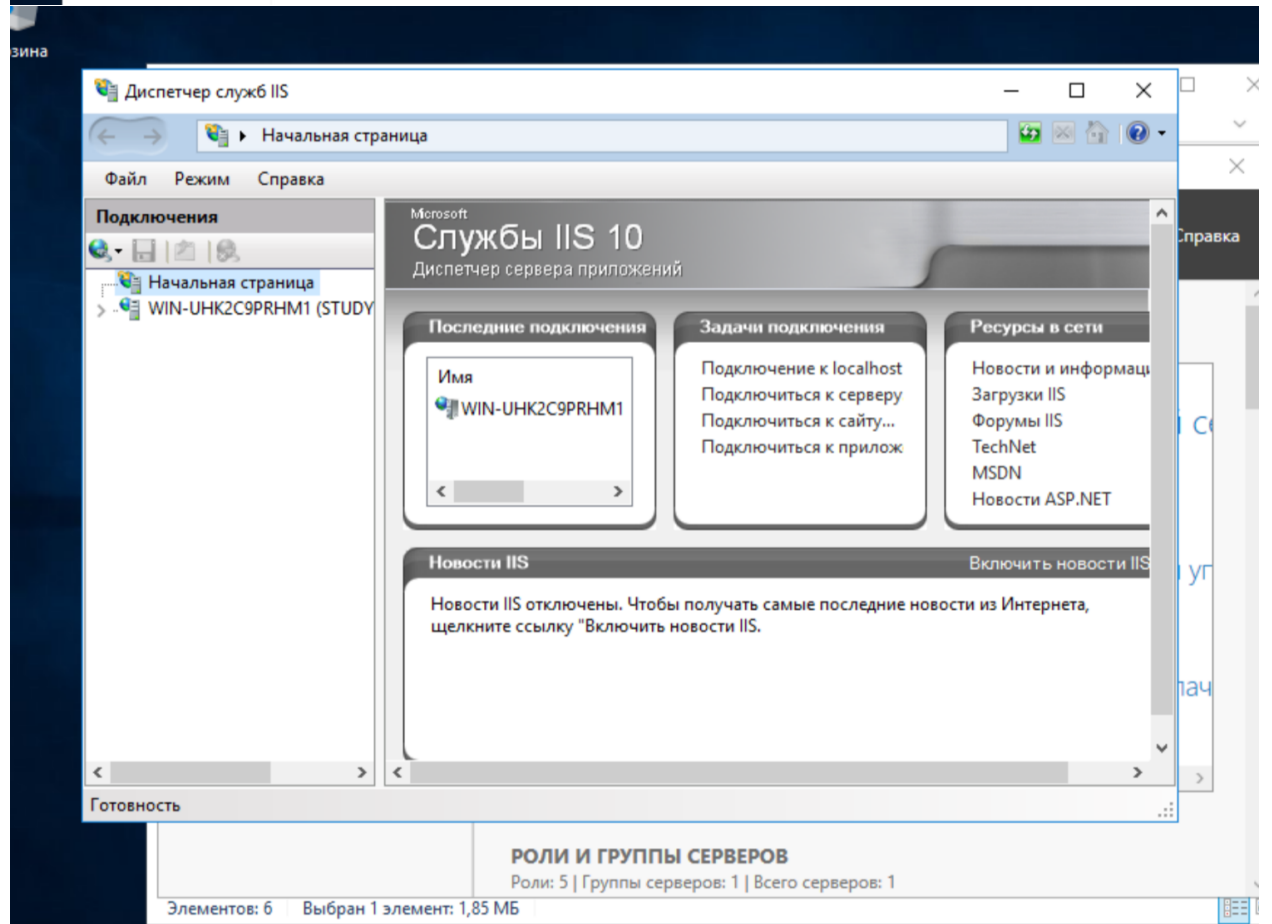 Диспетчер служб IIS
Начальная страница
Файл Режим Справка
Подключения
Начальная страница
WIN-UHK2C9PRHM1 (STUDY
Microsoft
Службы IIS 10
Диспетчер сервера приложений
Последние подключения
Имя
WIN-UHK2C9PRHM1
Задачи подключения
Подключение к localhost
Подключиться к серверу
Подключиться к сайту...
Подключиться к прилож
Ресурсы в сети
Новости и информаци
Загрузки IIS
Форумы IIS
TechNet
MSDN
Новости ASP.NET
Новости IIS
Включить новости IIS
Новости IIS отключены. Чтобы получать самые последние новости из Интернета,
щелкните ссылку "Включить новости IIS.
Готовность
Справка
РОЛИ И ГРУППЫ СЕРВЕРОВ
Роли: 5 | Группы серверов: 1 | Всего серверов: 1
Элементов: 6 Выбран 1 элемент: 1,85 МБ